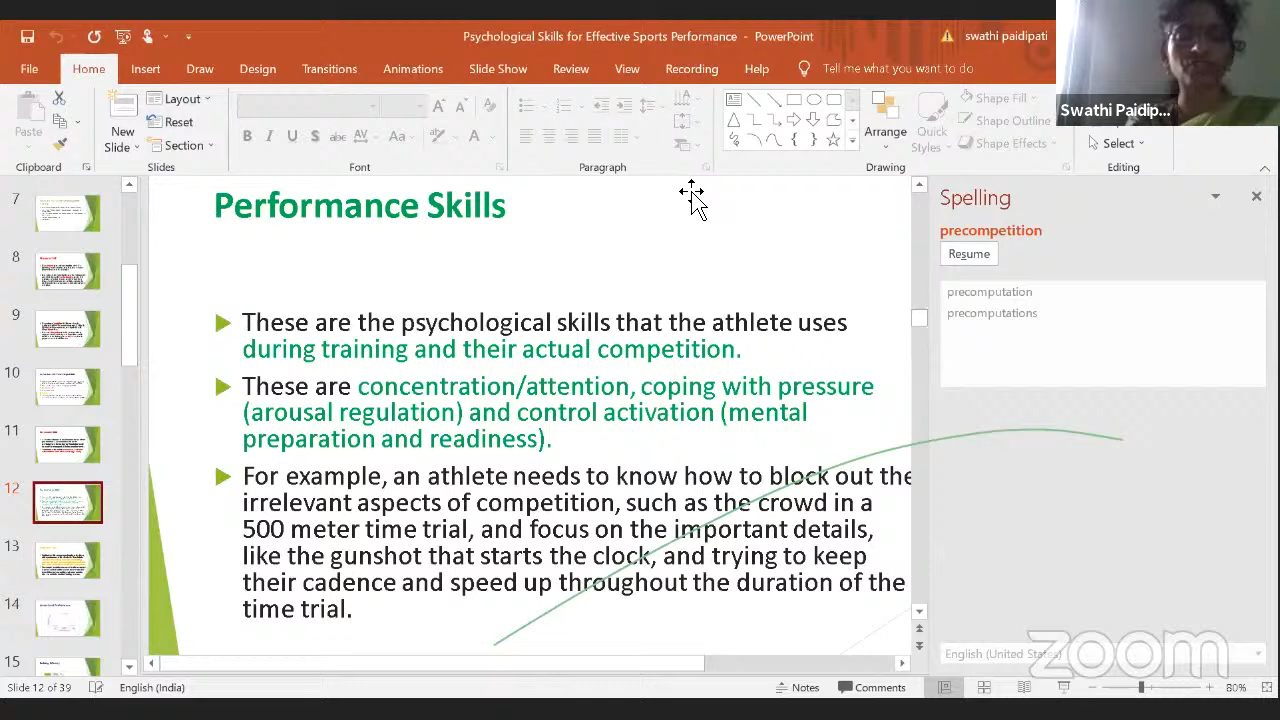 Psychological Skills for Effective Sports Performance - PowerPoint
swathi paidipati
File Home Insert Draw Design Transitions Animations Slide Show Review View Recording Help Tell me what you want to do
Swathi Paidip...
Paste
Clipboard
New
Slide
Layout
Reset
Section
Slides
B I U S abc AV Aa A
Font
Paragraph
Arrange
Quick
Styles
Shape Fill
Shape Outline
Shape Effects
Drawing
Select
Editing
7
8
9
10
11
12
13
14
15
Performance Skills
These are the psychological skills that the athlete uses
during training and their actual competition.
These are concentration/attention, coping with pressure
(arousal regulation) and control activation (mental
preparation and readiness).
For example, an athlete needs to know how to block out the
irrelevant aspects of competition, such as the crowd in a
500 meter time trial, and focus on the important details,
like the gunshot that starts the clock, and trying to keep
their cadence and speed up throughout the duration of the
time trial.
Spelling
precompetition
Resume
precomputation
precomputations
English (United States)
zoom
Slide 12 of 39 English (India) Notes Comments 80%